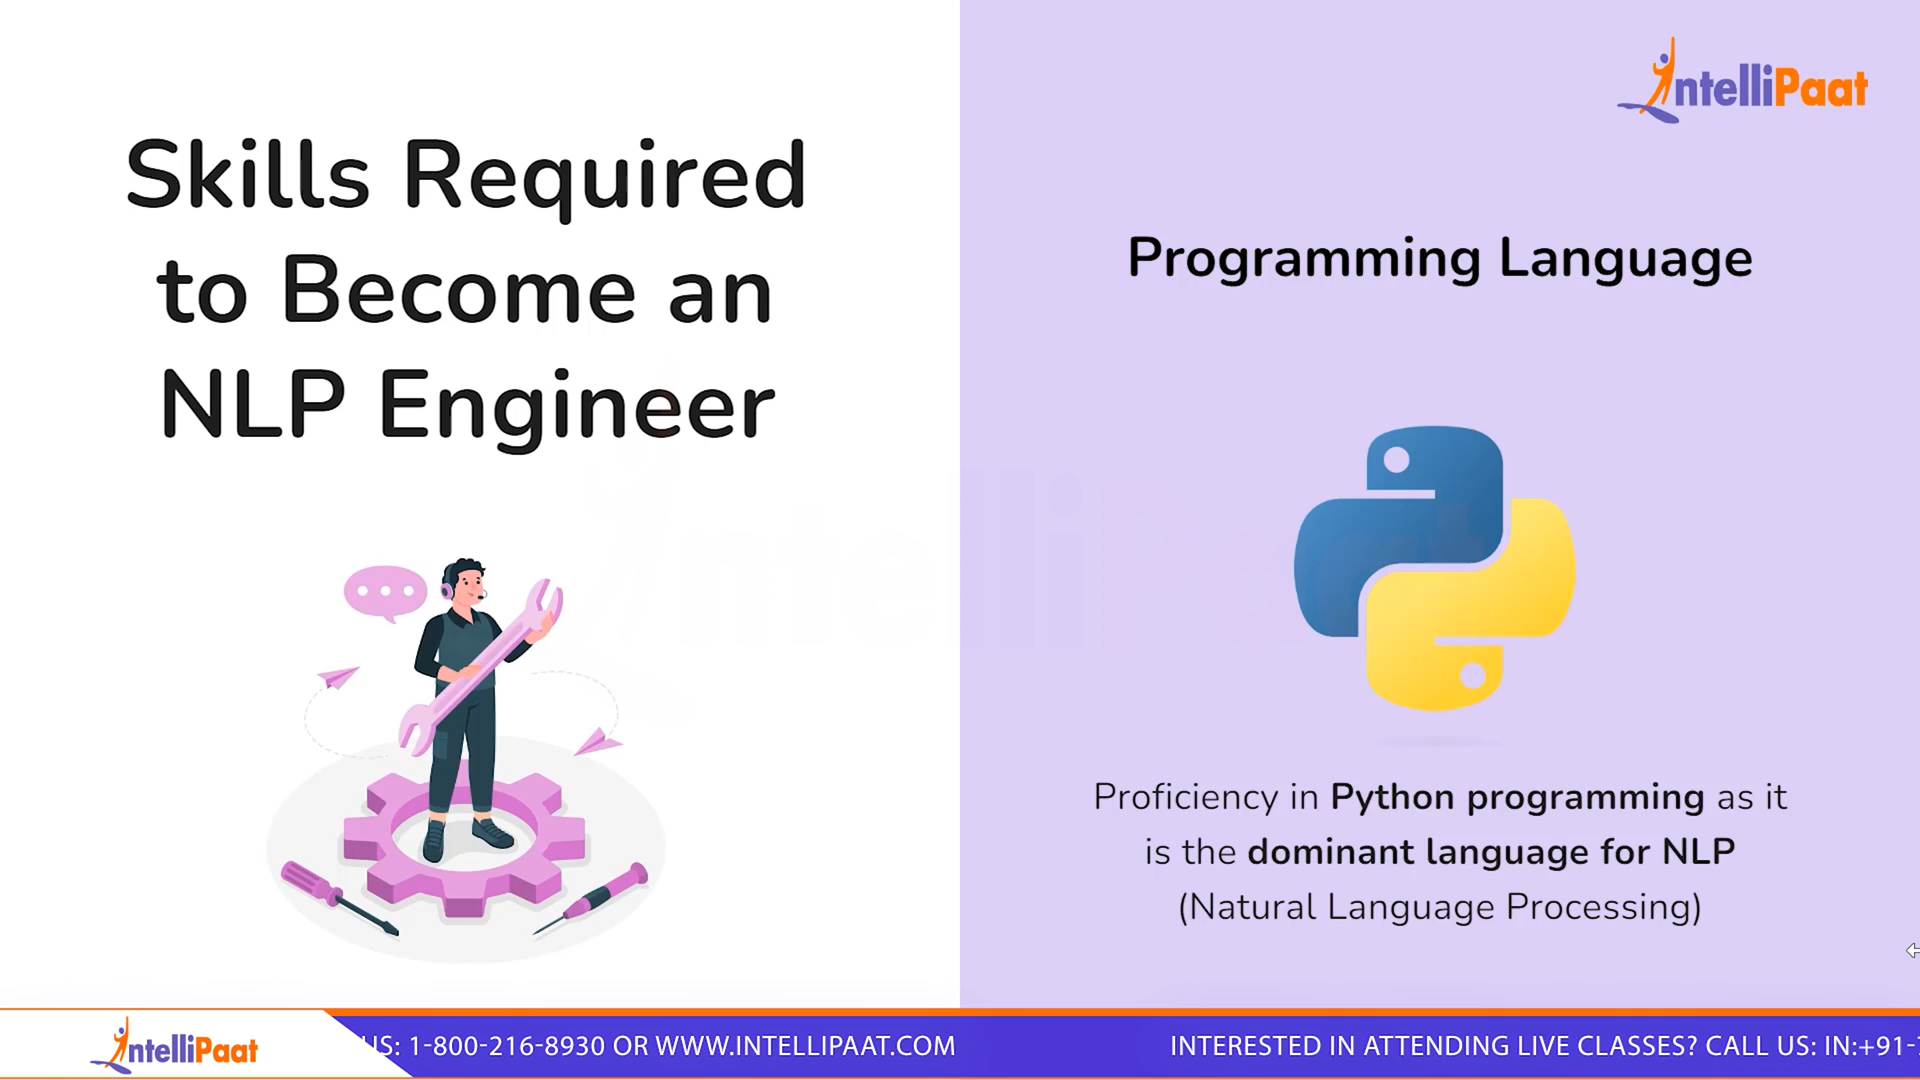 Skills Required
to Become an
NLP Engineer
IntelliPaat
Programming Language
Proficiency in Python programming as it
is the dominant language for NLP
(Natural Language Processing)
IntelliPaat
IntelliPaat
US: 1-800-216-8930 OR WWW.INTELLIPAAT.COM
INTERESTED IN ATTENDING LIVE CLASSES? CALL US: IN:+91-